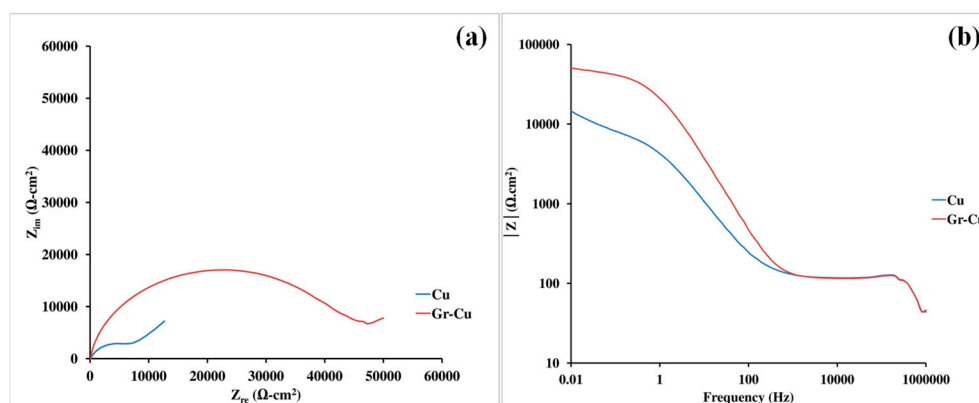 (a)
60000
50000
40000
30000
20000
10000
0
Zim (Ω-cm²)
0 10000 20000 30000 40000 50000 60000
Zre (Ω-cm²)
Cu
Gr-Cu
(b)
100000
10000
1000
100
10
| Z | (Ω.cm²)
0.01 1 100 10000 1000000
Frequency (Hz)
Cu
Gr-Cu